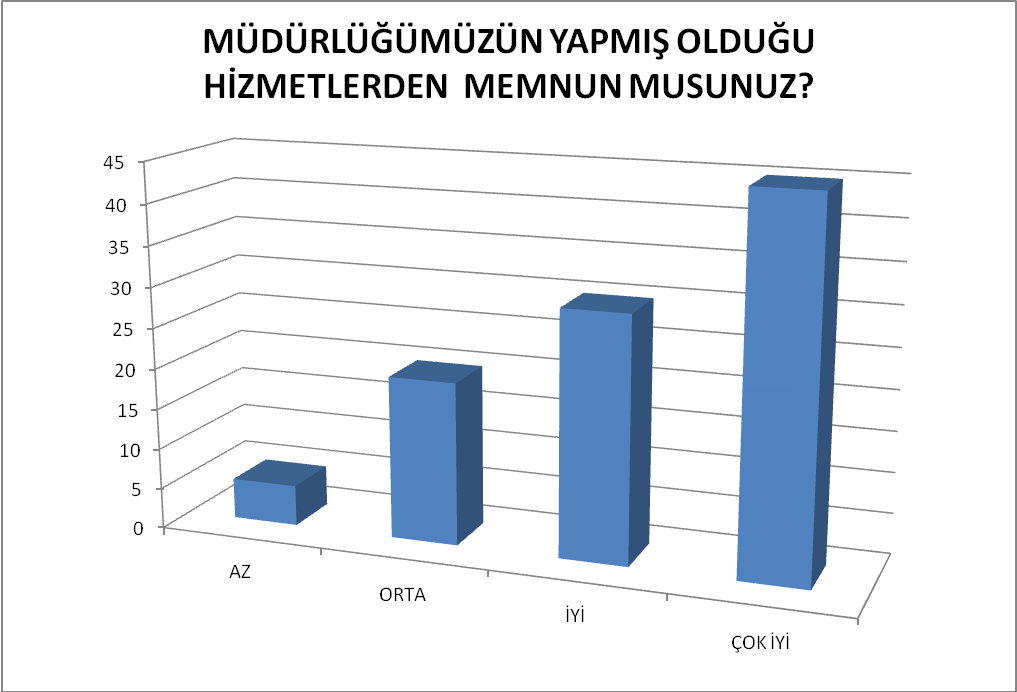 MÜDÜRLÜĞÜMÜZÜN YAPMIŞ OLDUĞU
HİZMETLERDEN MEMNUN MUSUNUZ?
45
40
35
30
25
20
15
10
5
0
AZ
ORTA
İYİ
ÇOK İYİ